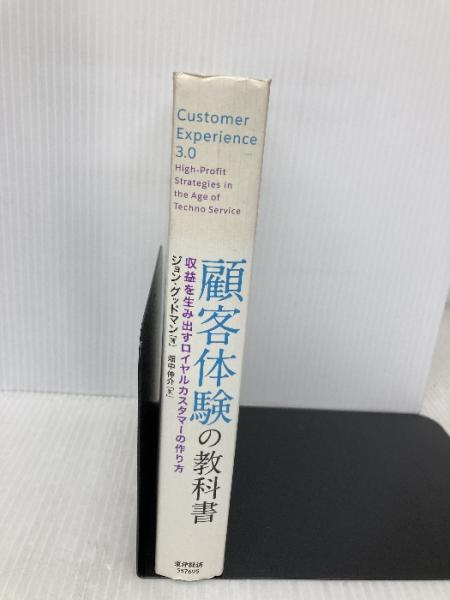 Customer
Experience
3.0
High-Profit
Strategies in
the Age of
Techno Service
顧客体験の教科書
収益を生み出すロイヤルカスタマーの作り方
ジョン・グッドマン[著]
畑中伸介[訳]
東洋経済